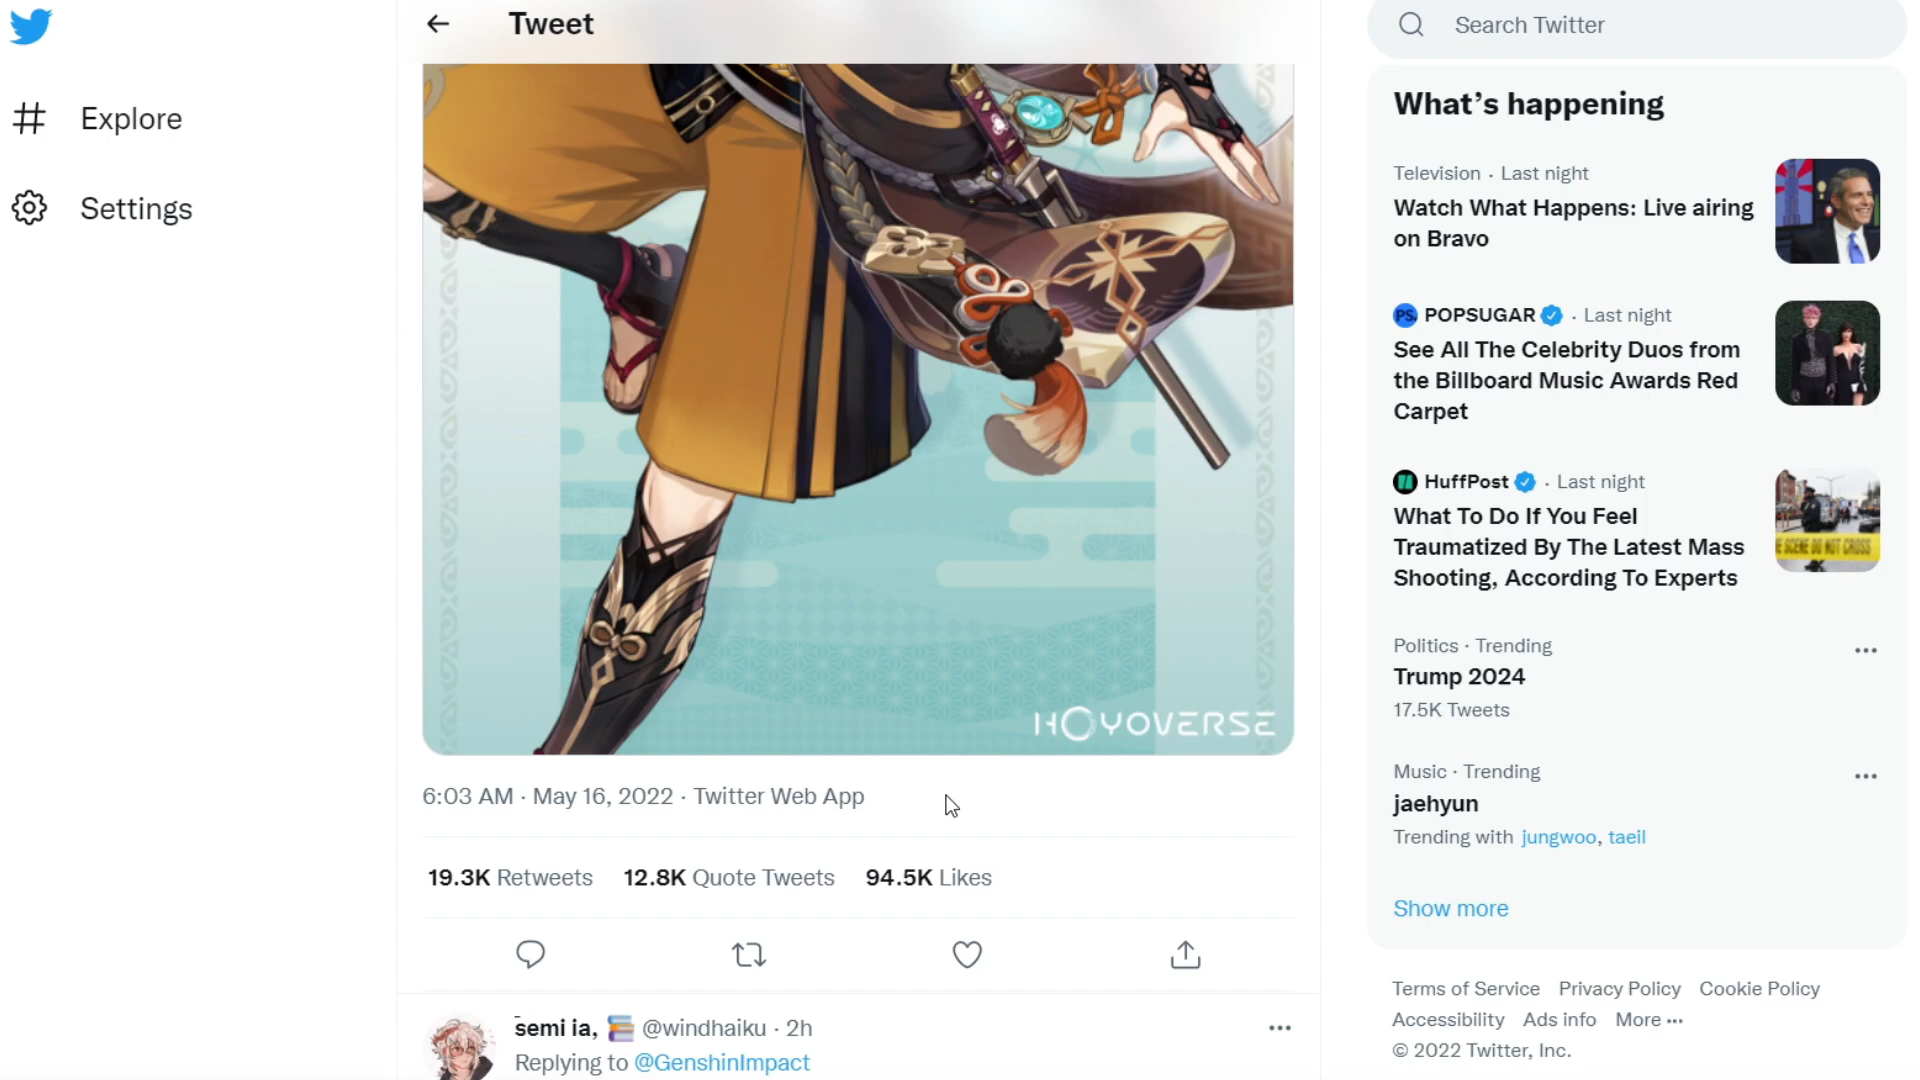 Tweet
Search Twitter
Explore
Settings
HOYOVERSE
6:03 AM · May 16, 2022 · Twitter Web App
19.3K Retweets 12.8K Quote Tweets 94.5K Likes
semi ia, @windhaiku · 2h
Replying to @GenshinImpact
What's happening
Television · Last night
Watch What Happens: Live airing
on Bravo
PS. POPSUGAR · Last night
See All The Celebrity Duos from
the Billboard Music Awards Red
Carpet
HuffPost · Last night
What To Do If You Feel
Traumatized By The Latest Mass
Shooting, According To Experts
E SCENE DO NOT CROSS
Politics · Trending
Trump 2024
17.5K Tweets
Music · Trending
jaehyun
Trending with jungwoo, taeil
Show more
Terms of Service Privacy Policy Cookie Policy
Accessibility Ads info More ···
© 2022 Twitter, Inc.